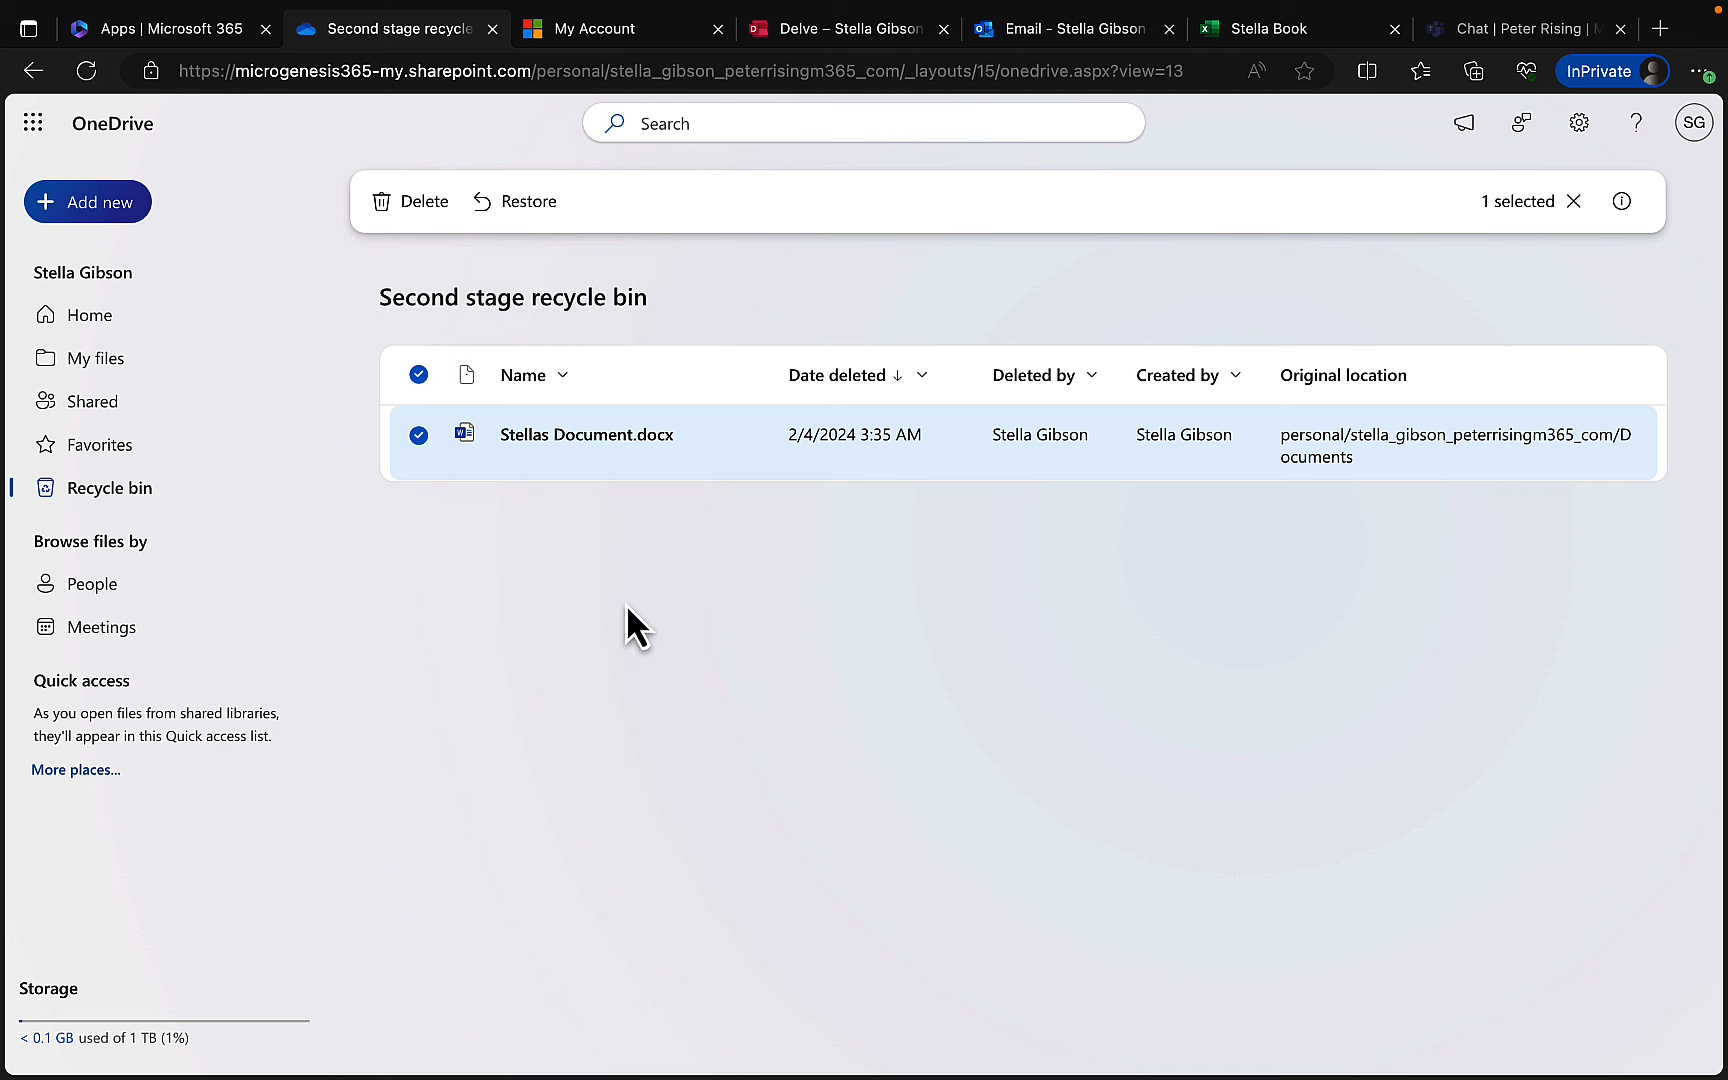 Apps | Microsoft 365
Second stage recycle
My Account
Delve – Stella Gibson
Email - Stella Gibson
Stella Book
Chat | Peter Rising |
https://microgenesis365-my.sharepoint.com/personal/stella_gibson_peterrisingm365_com/_layouts/15/onedrive.aspx?view=13
InPrivate
OneDrive
Search
SG
Add new
Delete
Restore
1 selected
Stella Gibson
Home
My files
Shared
Favorites
Recycle bin
Browse files by
People
Meetings
Quick access
As you open files from shared libraries,
they'll appear in this Quick access list.
More places...
Storage
< 0.1 GB used of 1 TB (1%)
Second stage recycle bin
Name
Date deleted ↓
Deleted by
Created by
Original location
Stellas Document.docx
2/4/2024 3:35 AM
Stella Gibson
Stella Gibson
personal/stella_gibson_peterrisingm365_com/D
ocuments